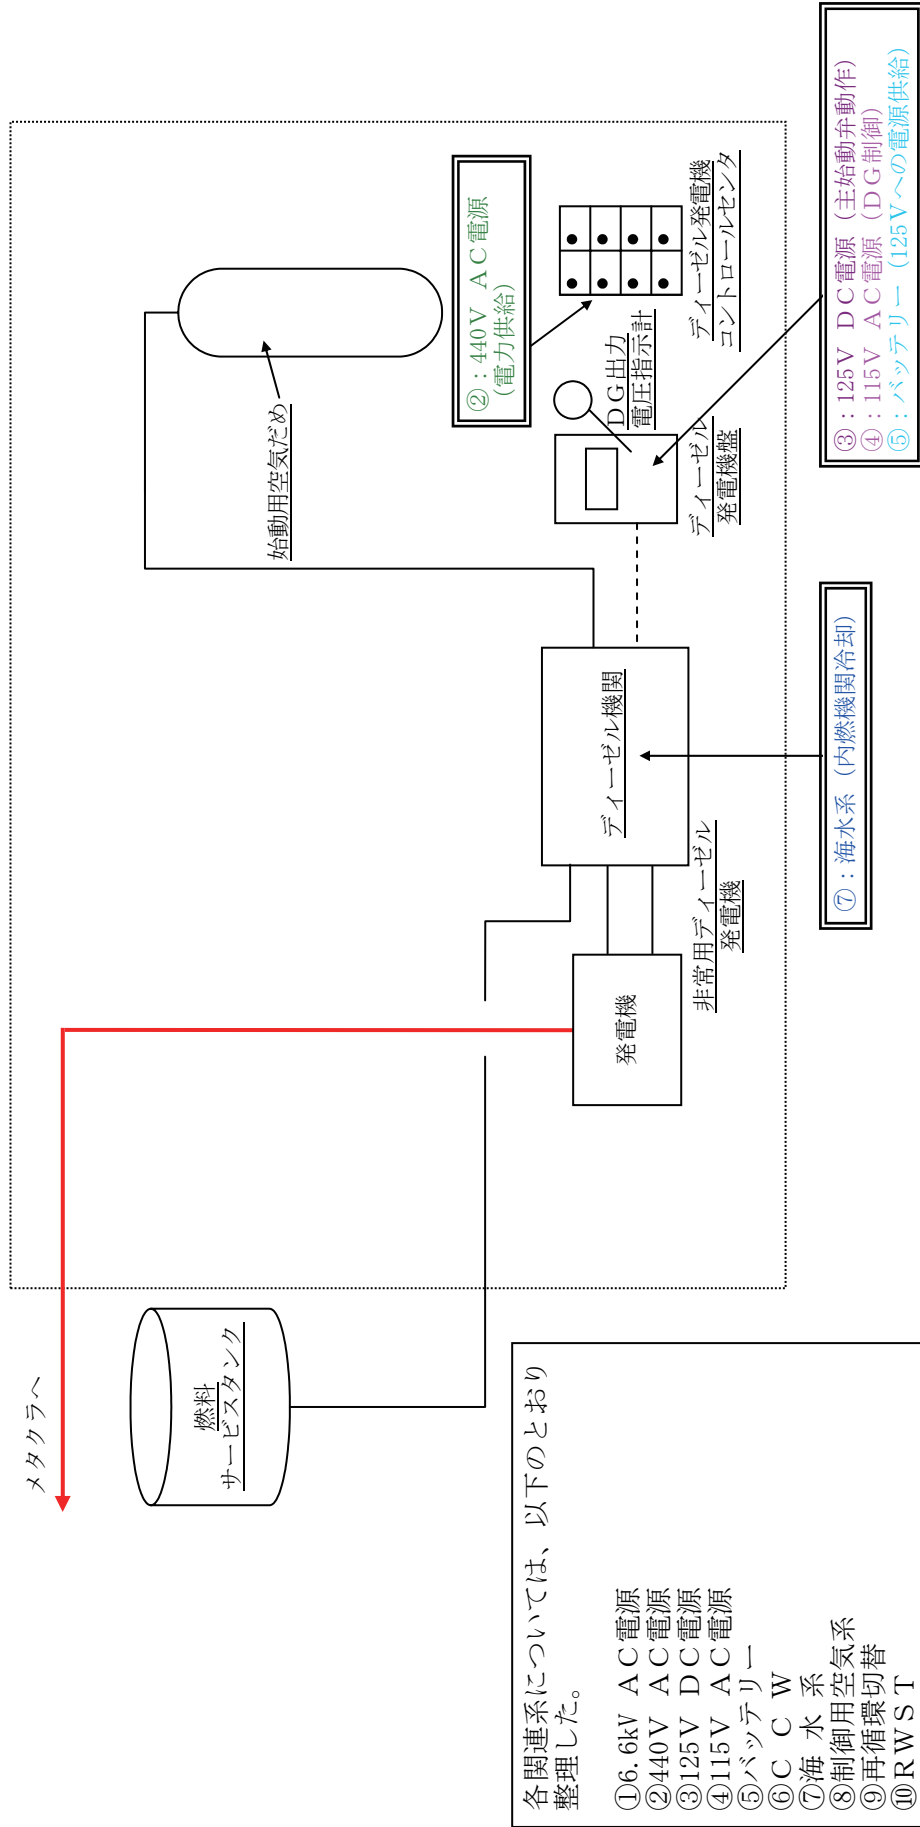 メタクラへ
燃料
サービスタンク
始動用空気だめ
②：440V AC電源
(電力供給)
DG出力
電圧指示計
ディーゼル発電機
コントロールセンタ
ディーゼル
発電機盤
ディーゼル機関
発電機
非常用ディーゼル
発電機
③：125V DC電源（主始動弁動作）
④：115V AC電源（DG制御）
⑤：バッテリー（125Vへの電源供給）
⑦：海水系（内燃機関冷却）
各関連系については、以下のとおり
整理した。
①6.6kV AC電源
②440V AC電源
③125V DC電源
④115V AC電源
⑤バッテリー
⑥C C W
⑦海 水 系
⑧制御用空気系
⑨再循環切替
⑩RWST